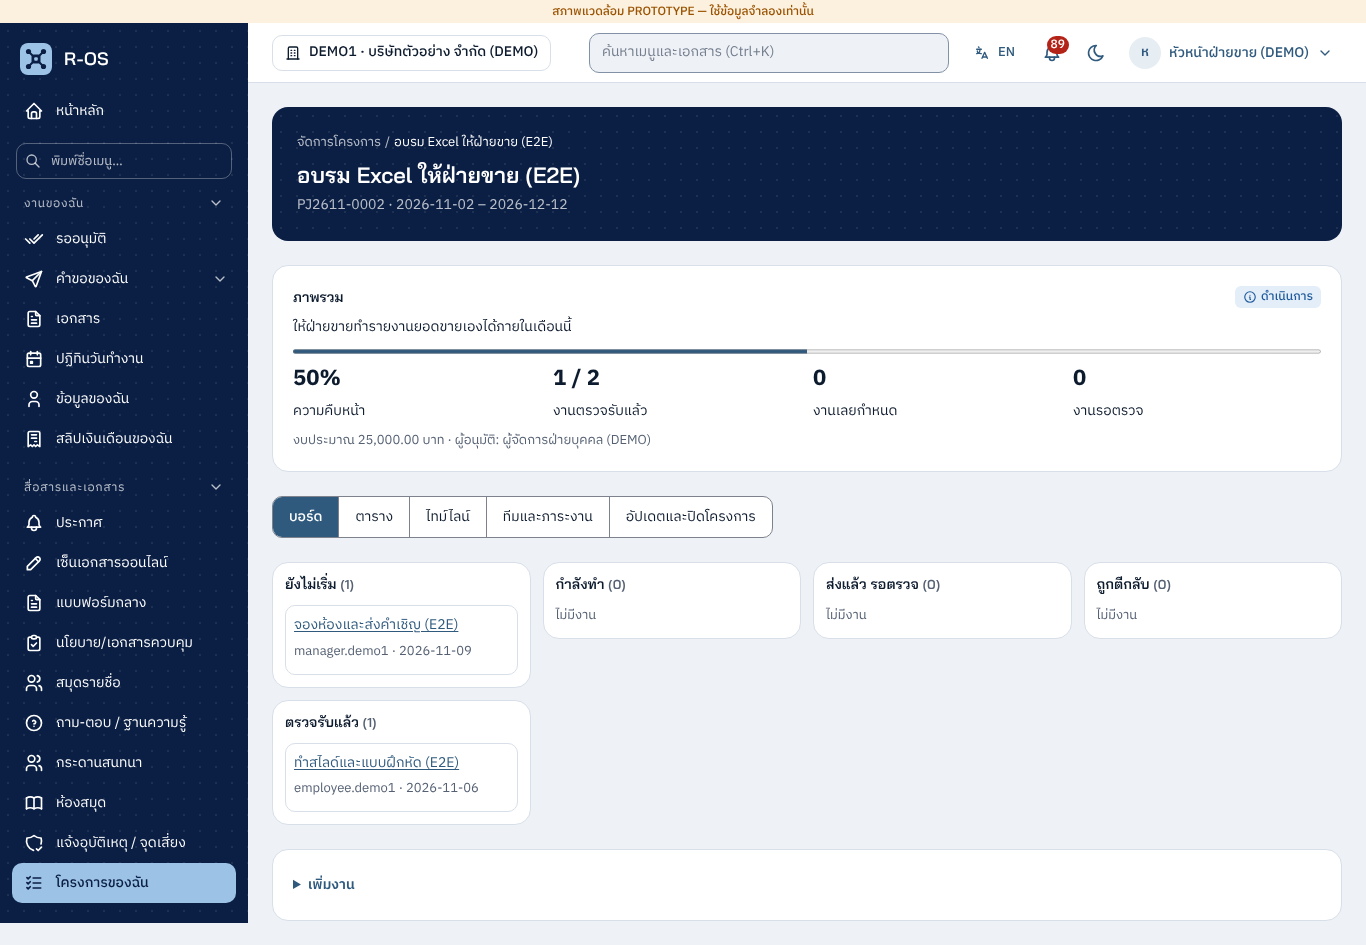 สภาพแวดล้อม PROTOTYPE — ใช้ข้อมูลจำลองเท่านั้น
R-OS
หน้าหลัก
พิมพ์ชื่อเมนู...
งานของฉัน
รออนุมัติ
คำขอของฉัน
เอกสาร
ปฏิทินวันทำงาน
ข้อมูลของฉัน
สลิปเงินเดือนของฉัน
สื่อสารและเอกสาร
ประกาศ
เซ็นเอกสารออนไลน์
แบบฟอร์มกลาง
นโยบาย/เอกสารควบคุม
สมุดรายชื่อ
ถาม-ตอบ / ฐานความรู้
กระดานสนทนา
ห้องสมุด
แจ้งอุบัติเหตุ / จุดเสี่ยง
โครงการของฉัน
DEMO1 · บริษัทตัวอย่าง จำกัด (DEMO)
ค้นหาเมนูและเอกสาร (Ctrl+K)
EN
89
ห
หัวหน้าฝ่ายขาย (DEMO)
จัดการโครงการ / อบรม Excel ให้ฝ่ายขาย (E2E)
อบรม Excel ให้ฝ่ายขาย (E2E)
PJ2611-0002 · 2026-11-02 – 2026-12-12
ภาพรวม
ดำเนินการ
ให้ฝ่ายขายทำรายงานยอดขายเองได้ภายในเดือนนี้
50%
ความคืบหน้า
1 / 2
งานตรวจรับแล้ว
0
งานเลยกำหนด
0
งานรอตรวจ
งบประมาณ 25,000.00 บาท · ผู้อนุมัติ: ผู้จัดการฝ่ายบุคคล (DEMO)
บอร์ด
ตาราง
ไทม์ไลน์
ทีมและภาระงาน
อัปเดตและปิดโครงการ
ยังไม่เริ่ม (1)
จองห้องและส่งคำเชิญ (E2E)
manager.demo1 · 2026-11-09
กำลังทำ (0)
ไม่มีงาน
ส่งแล้ว รอตรวจ (0)
ไม่มีงาน
ถูกตีกลับ (0)
ไม่มีงาน
ตรวจรับแล้ว (1)
ทำสไลด์และแบบฝึกหัด (E2E)
employee.demo1 · 2026-11-06
เพิ่มงาน